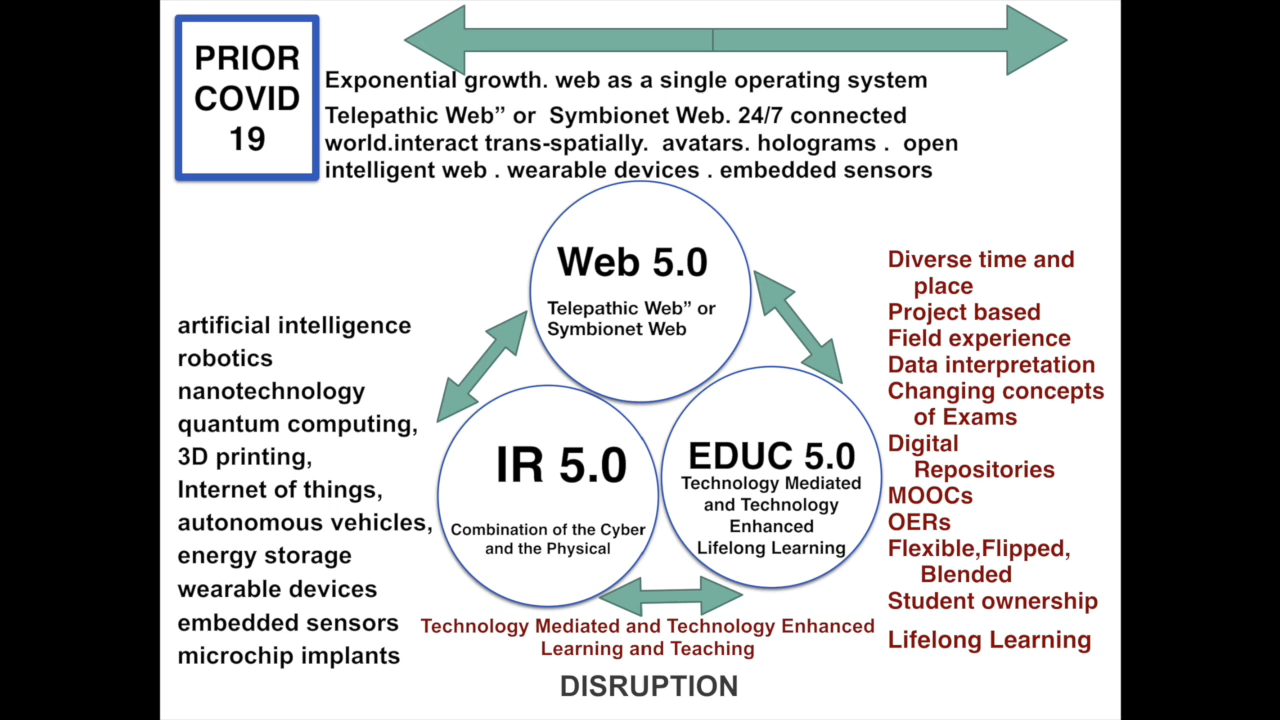 PRIOR
COVID
19
Exponential growth. web as a single operating system
Telepathic Web” or Symbionet Web. 24/7 connected
world.interact trans-spatially. avatars. holograms . open
intelligent web . wearable devices . embedded sensors
Web 5.0
Telepathic Web” or
Symbionet Web
artificial intelligence
robotics
nanotechnology
quantum computing,
3D printing,
Internet of things,
autonomous vehicles,
energy storage
wearable devices
embedded sensors
microchip implants
IR 5.0
Combination of the Cyber
and the Physical
EDUC 5.0
Technology Mediated
and Technology
Enhanced
Lifelong Learning
Diverse time and
place
Project based
Field experience
Data interpretation
Changing concepts
of Exams
Digital
Repositories
MOOCs
OERs
Flexible,Flipped,
Blended
Student ownership
Lifelong Learning
Technology Mediated and Technology Enhanced
Learning and Teaching
DISRUPTION